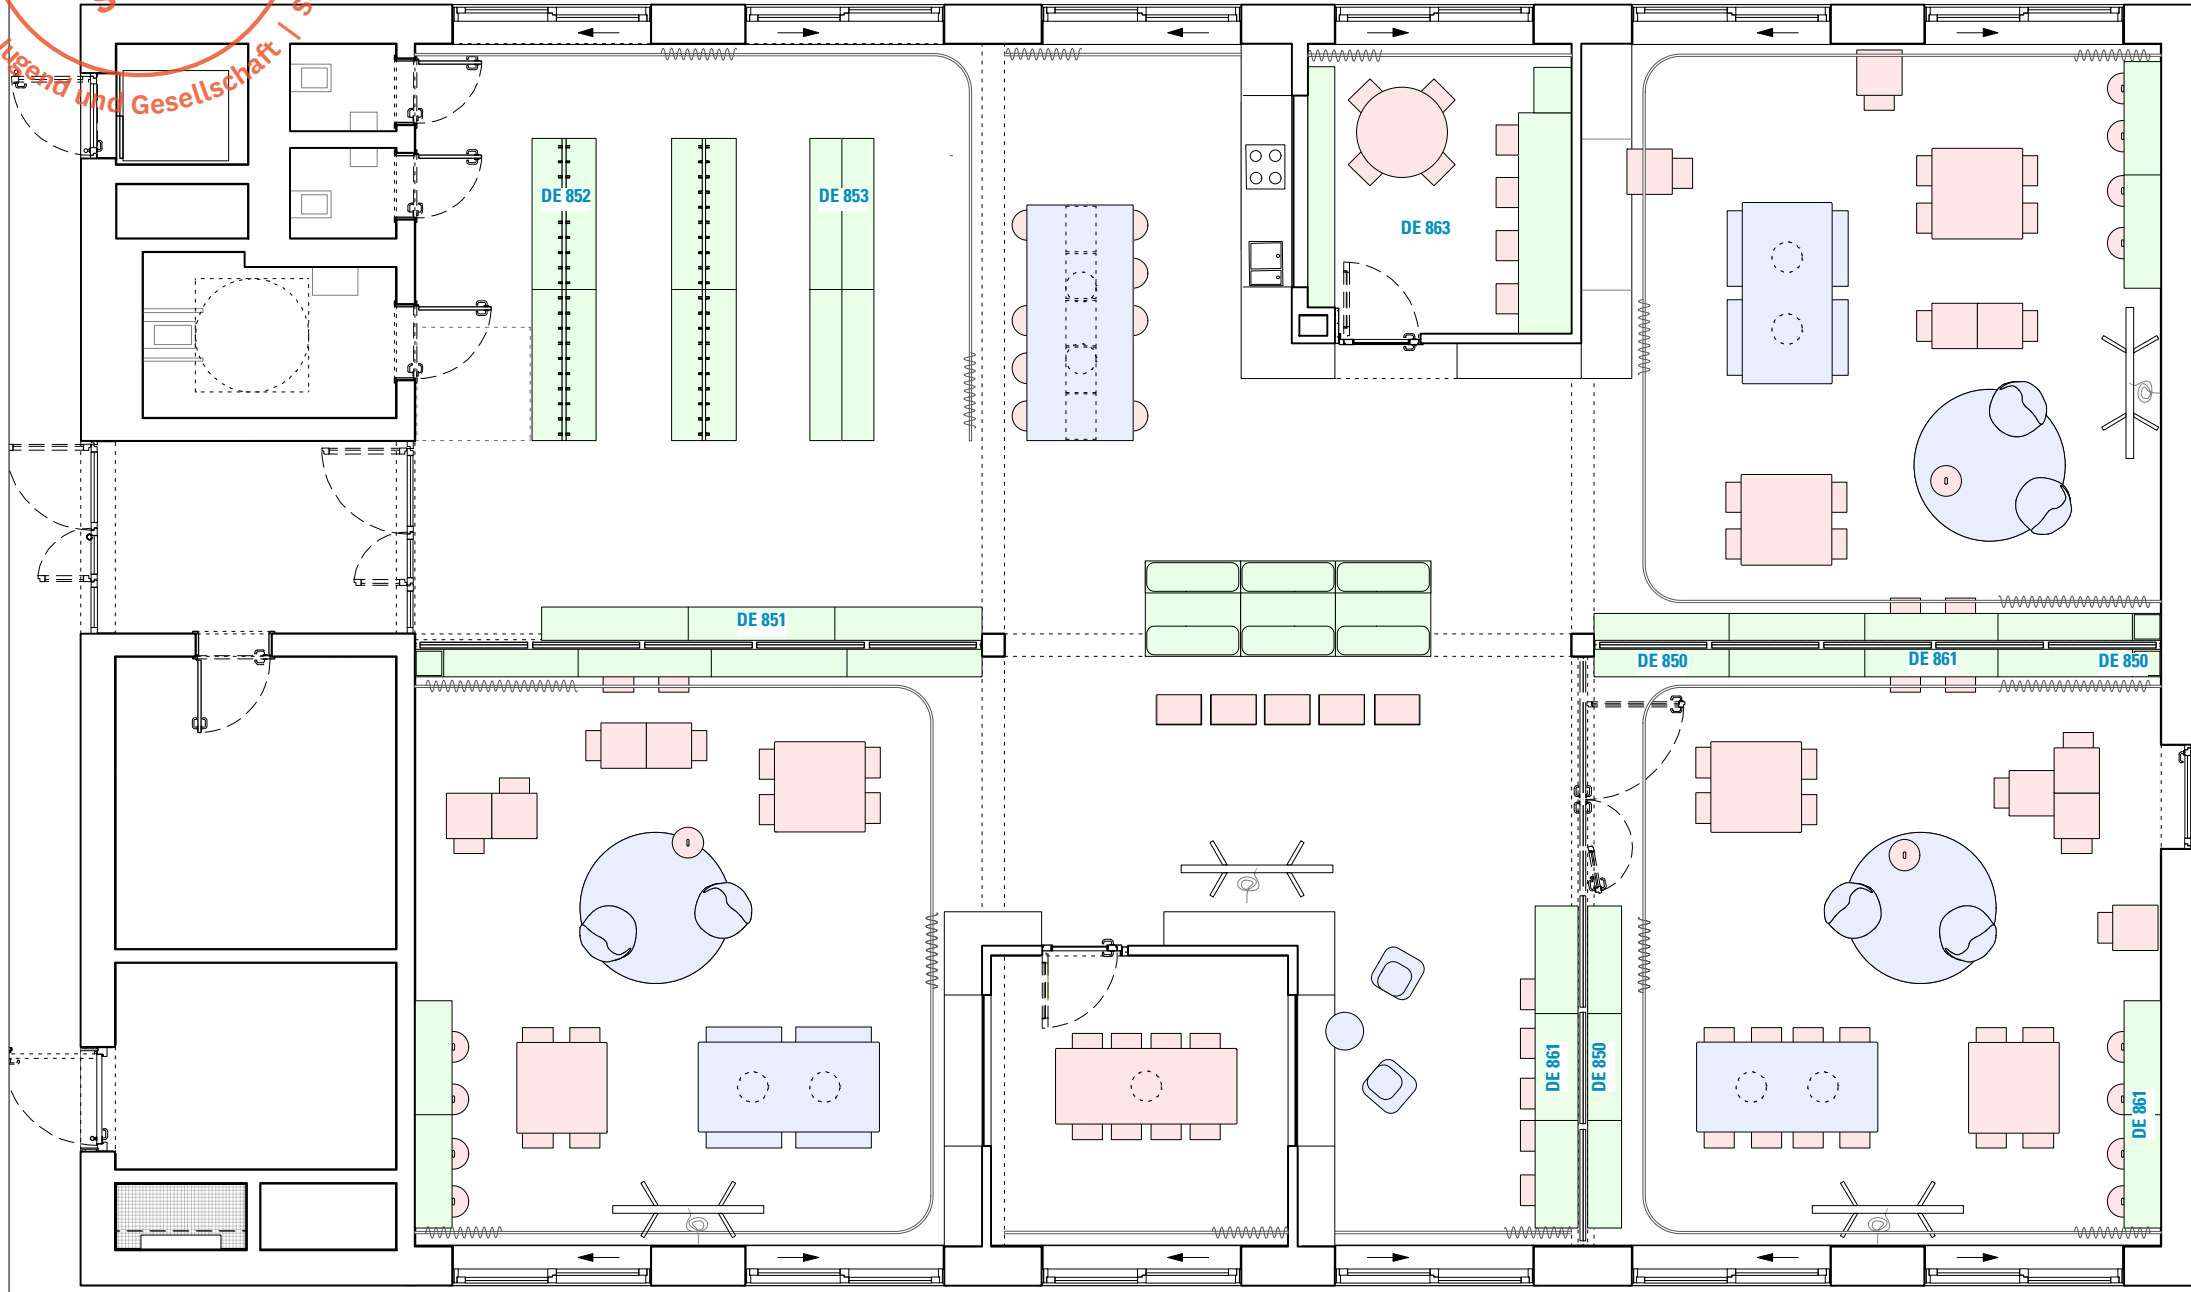 Jugend und Gesellschaft | S
DE 852
DE 853
DE 863
DE 851
DE 850
DE 861
DE 850
DE 861
DE 850
DE 861